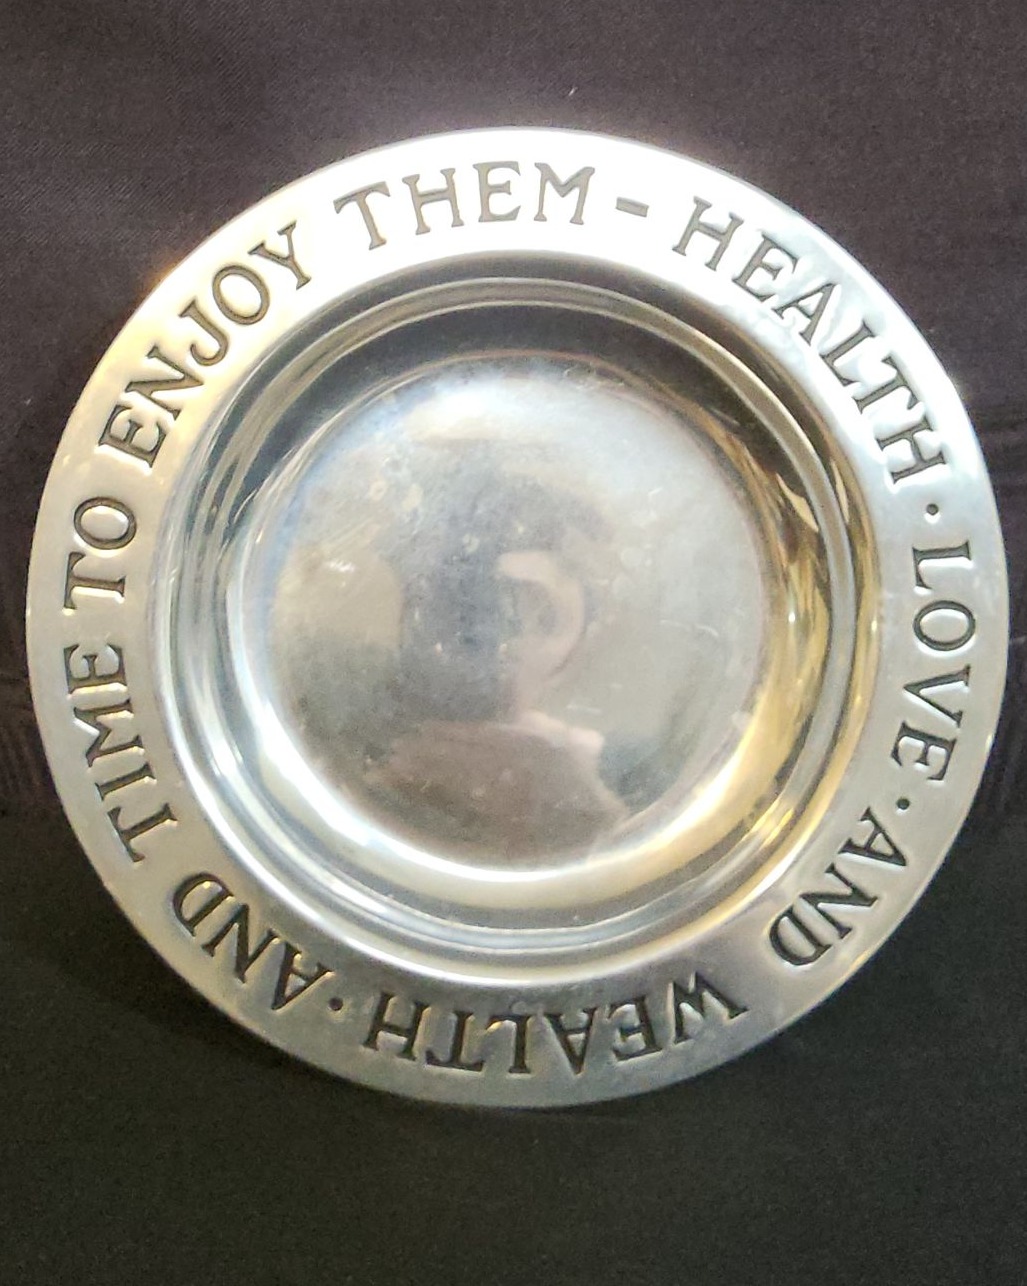 HEALTH · LOVE · AND WEALTH · AND TIME TO ENJOY THEM –